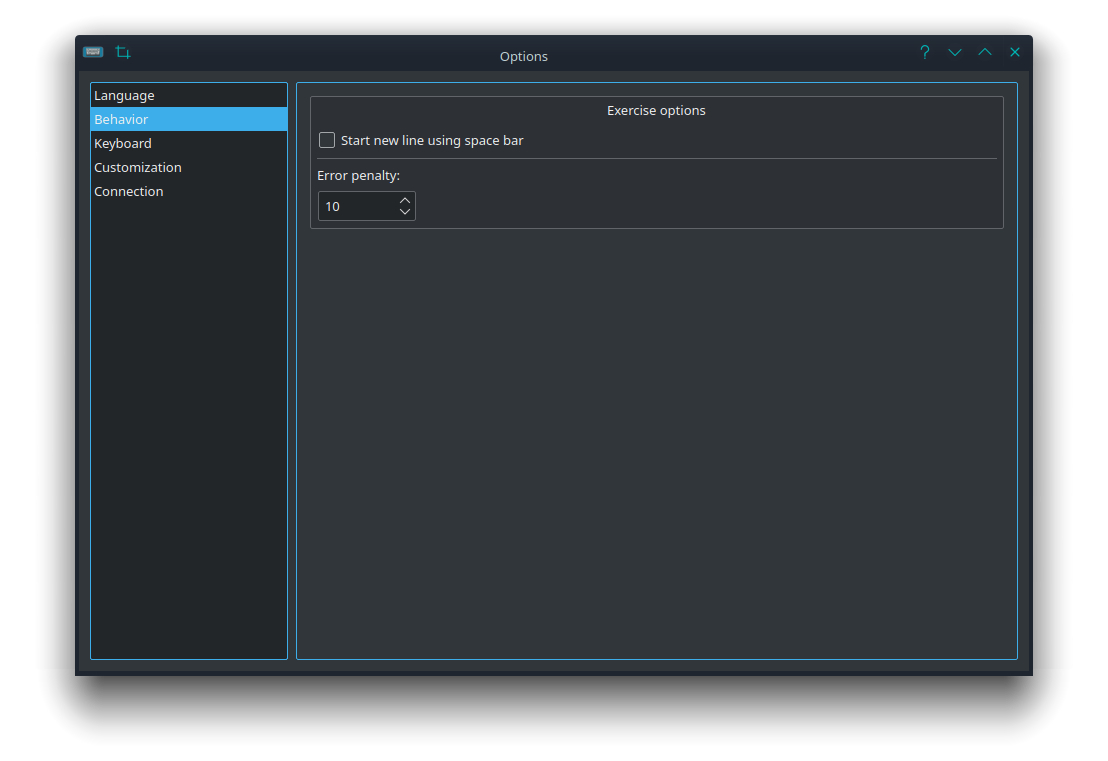 Options
Language
Behavior
Keyboard
Customization
Connection
Exercise options
Start new line using space bar
Error penalty:
10